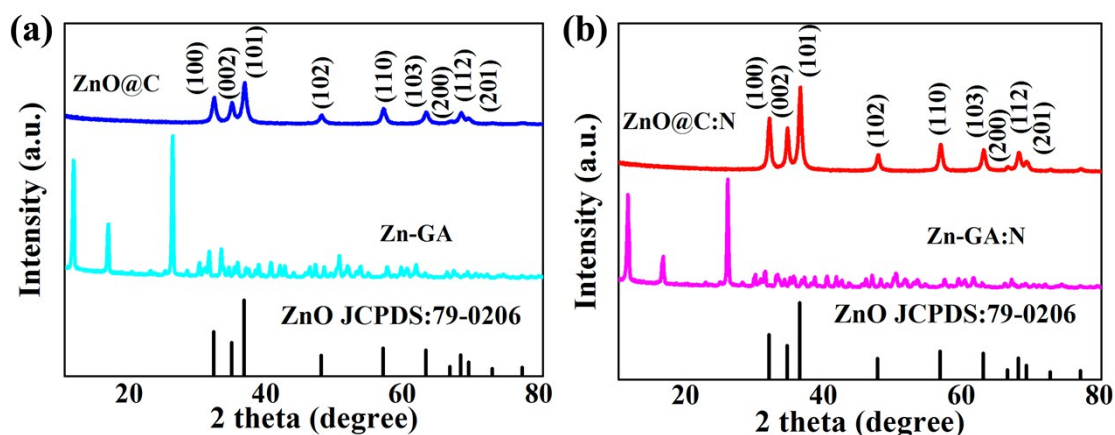 (a)
ZnO@C
(100)
(002)
(101)
(102)
(110)
(103)
(200)
(112)
(201)
Zn-GA
ZnO JCPDS:79-0206
Intensity (a.u.)
20 40 60 80
2 theta (degree)
(b)
ZnO@C:N
(100)
(002)
(101)
(102)
(110)
(103)
(200)
(112)
(201)
Zn-GA:N
ZnO JCPDS:79-0206
Intensity (a.u.)
20 40 60 80
2 theta (degree)